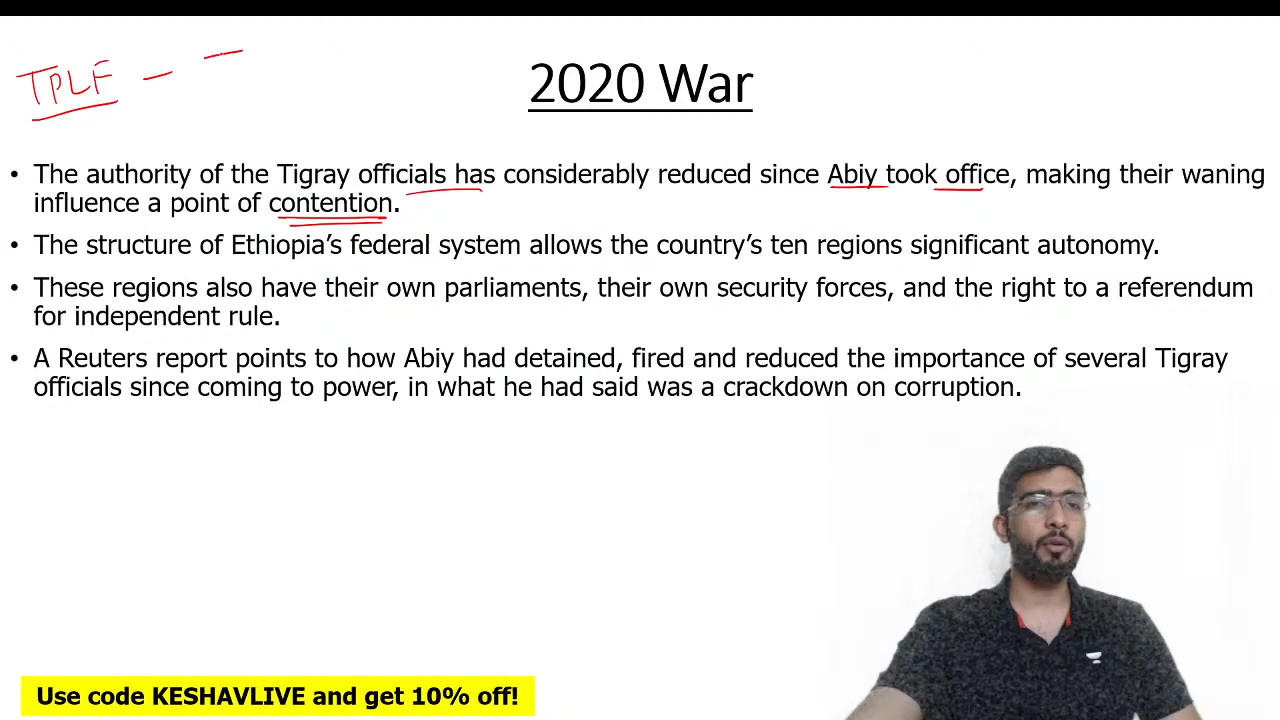 TPLF - -
2020 War
• The authority of the Tigray officials has considerably reduced since Abiy took office, making their waning
influence a point of contention.
• The structure of Ethiopia’s federal system allows the country’s ten regions significant autonomy.
• These regions also have their own parliaments, their own security forces, and the right to a referendum
for independent rule.
• A Reuters report points to how Abiy had detained, fired and reduced the importance of several Tigray
officials since coming to power, in what he had said was a crackdown on corruption.
Use code KESHAVLIVE and get 10% off!